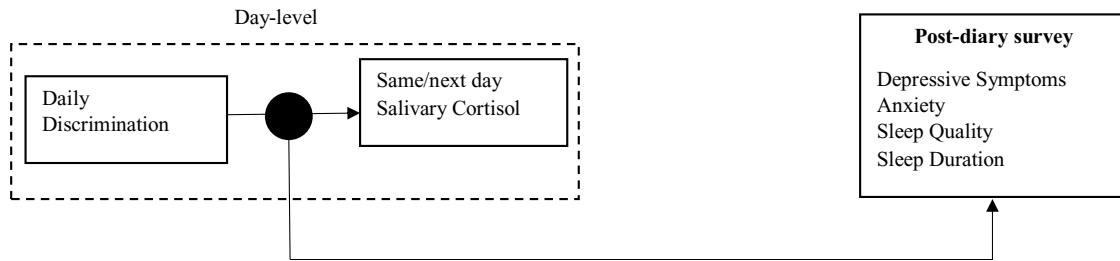 Day-level
Daily
Discrimination
Same/next day
Salivary Cortisol
Post-diary survey
Depressive Symptoms
Anxiety
Sleep Quality
Sleep Duration